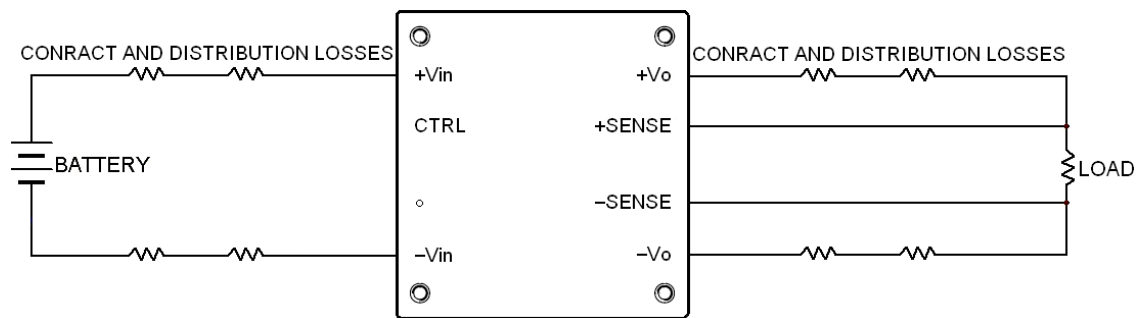 CONRACT AND DISTRIBUTION LOSSES
+Vin
CTRL
–Vin
BATTERY
+Vo
+SENSE
–SENSE
–Vo
CONRACT AND DISTRIBUTION LOSSES
LOAD